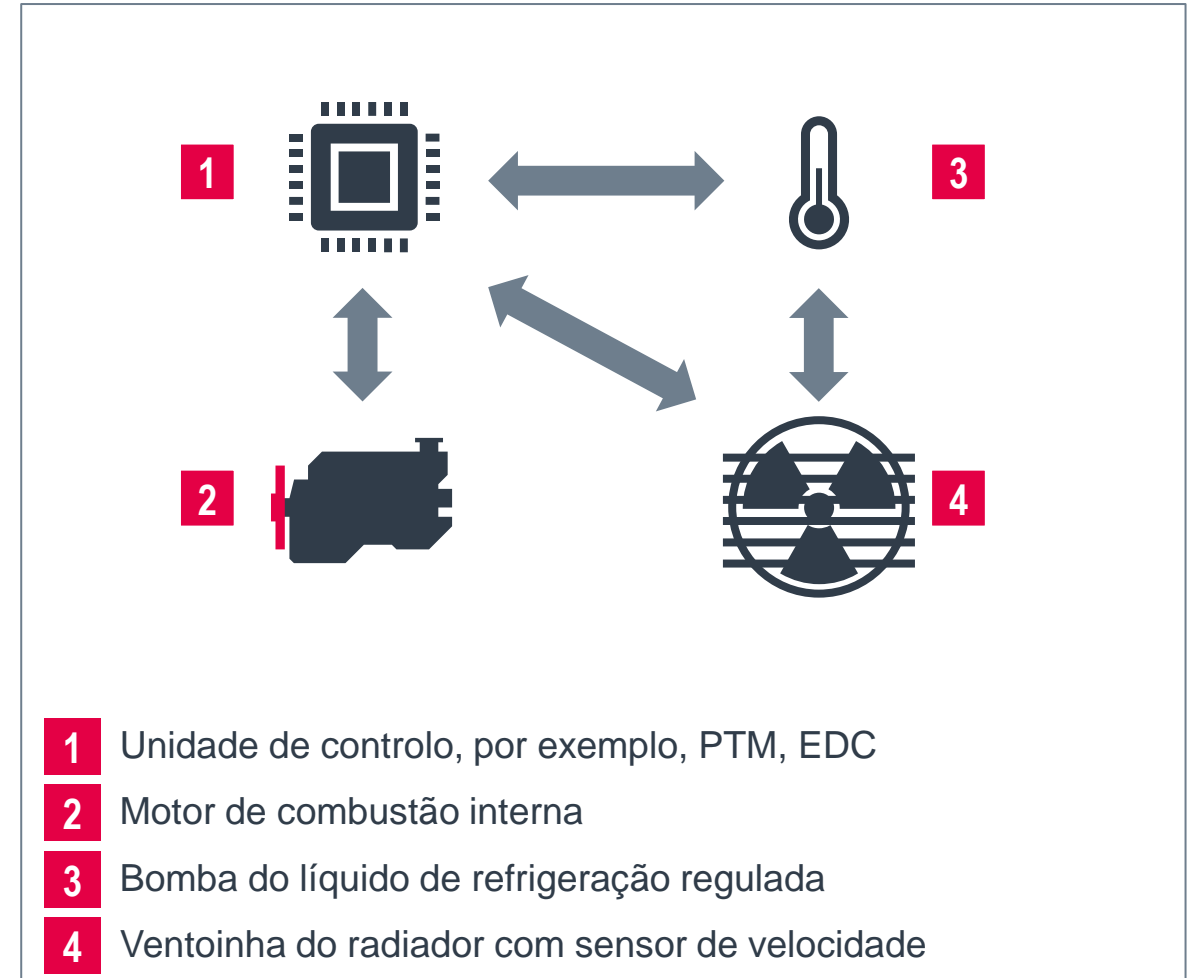 1
3
2
4
1 Unidade de controlo, por exemplo, PTM, EDC
2 Motor de combustão interna
3 Bomba do líquido de refrigeração regulada
4 Ventoinha do radiador com sensor de velocidade